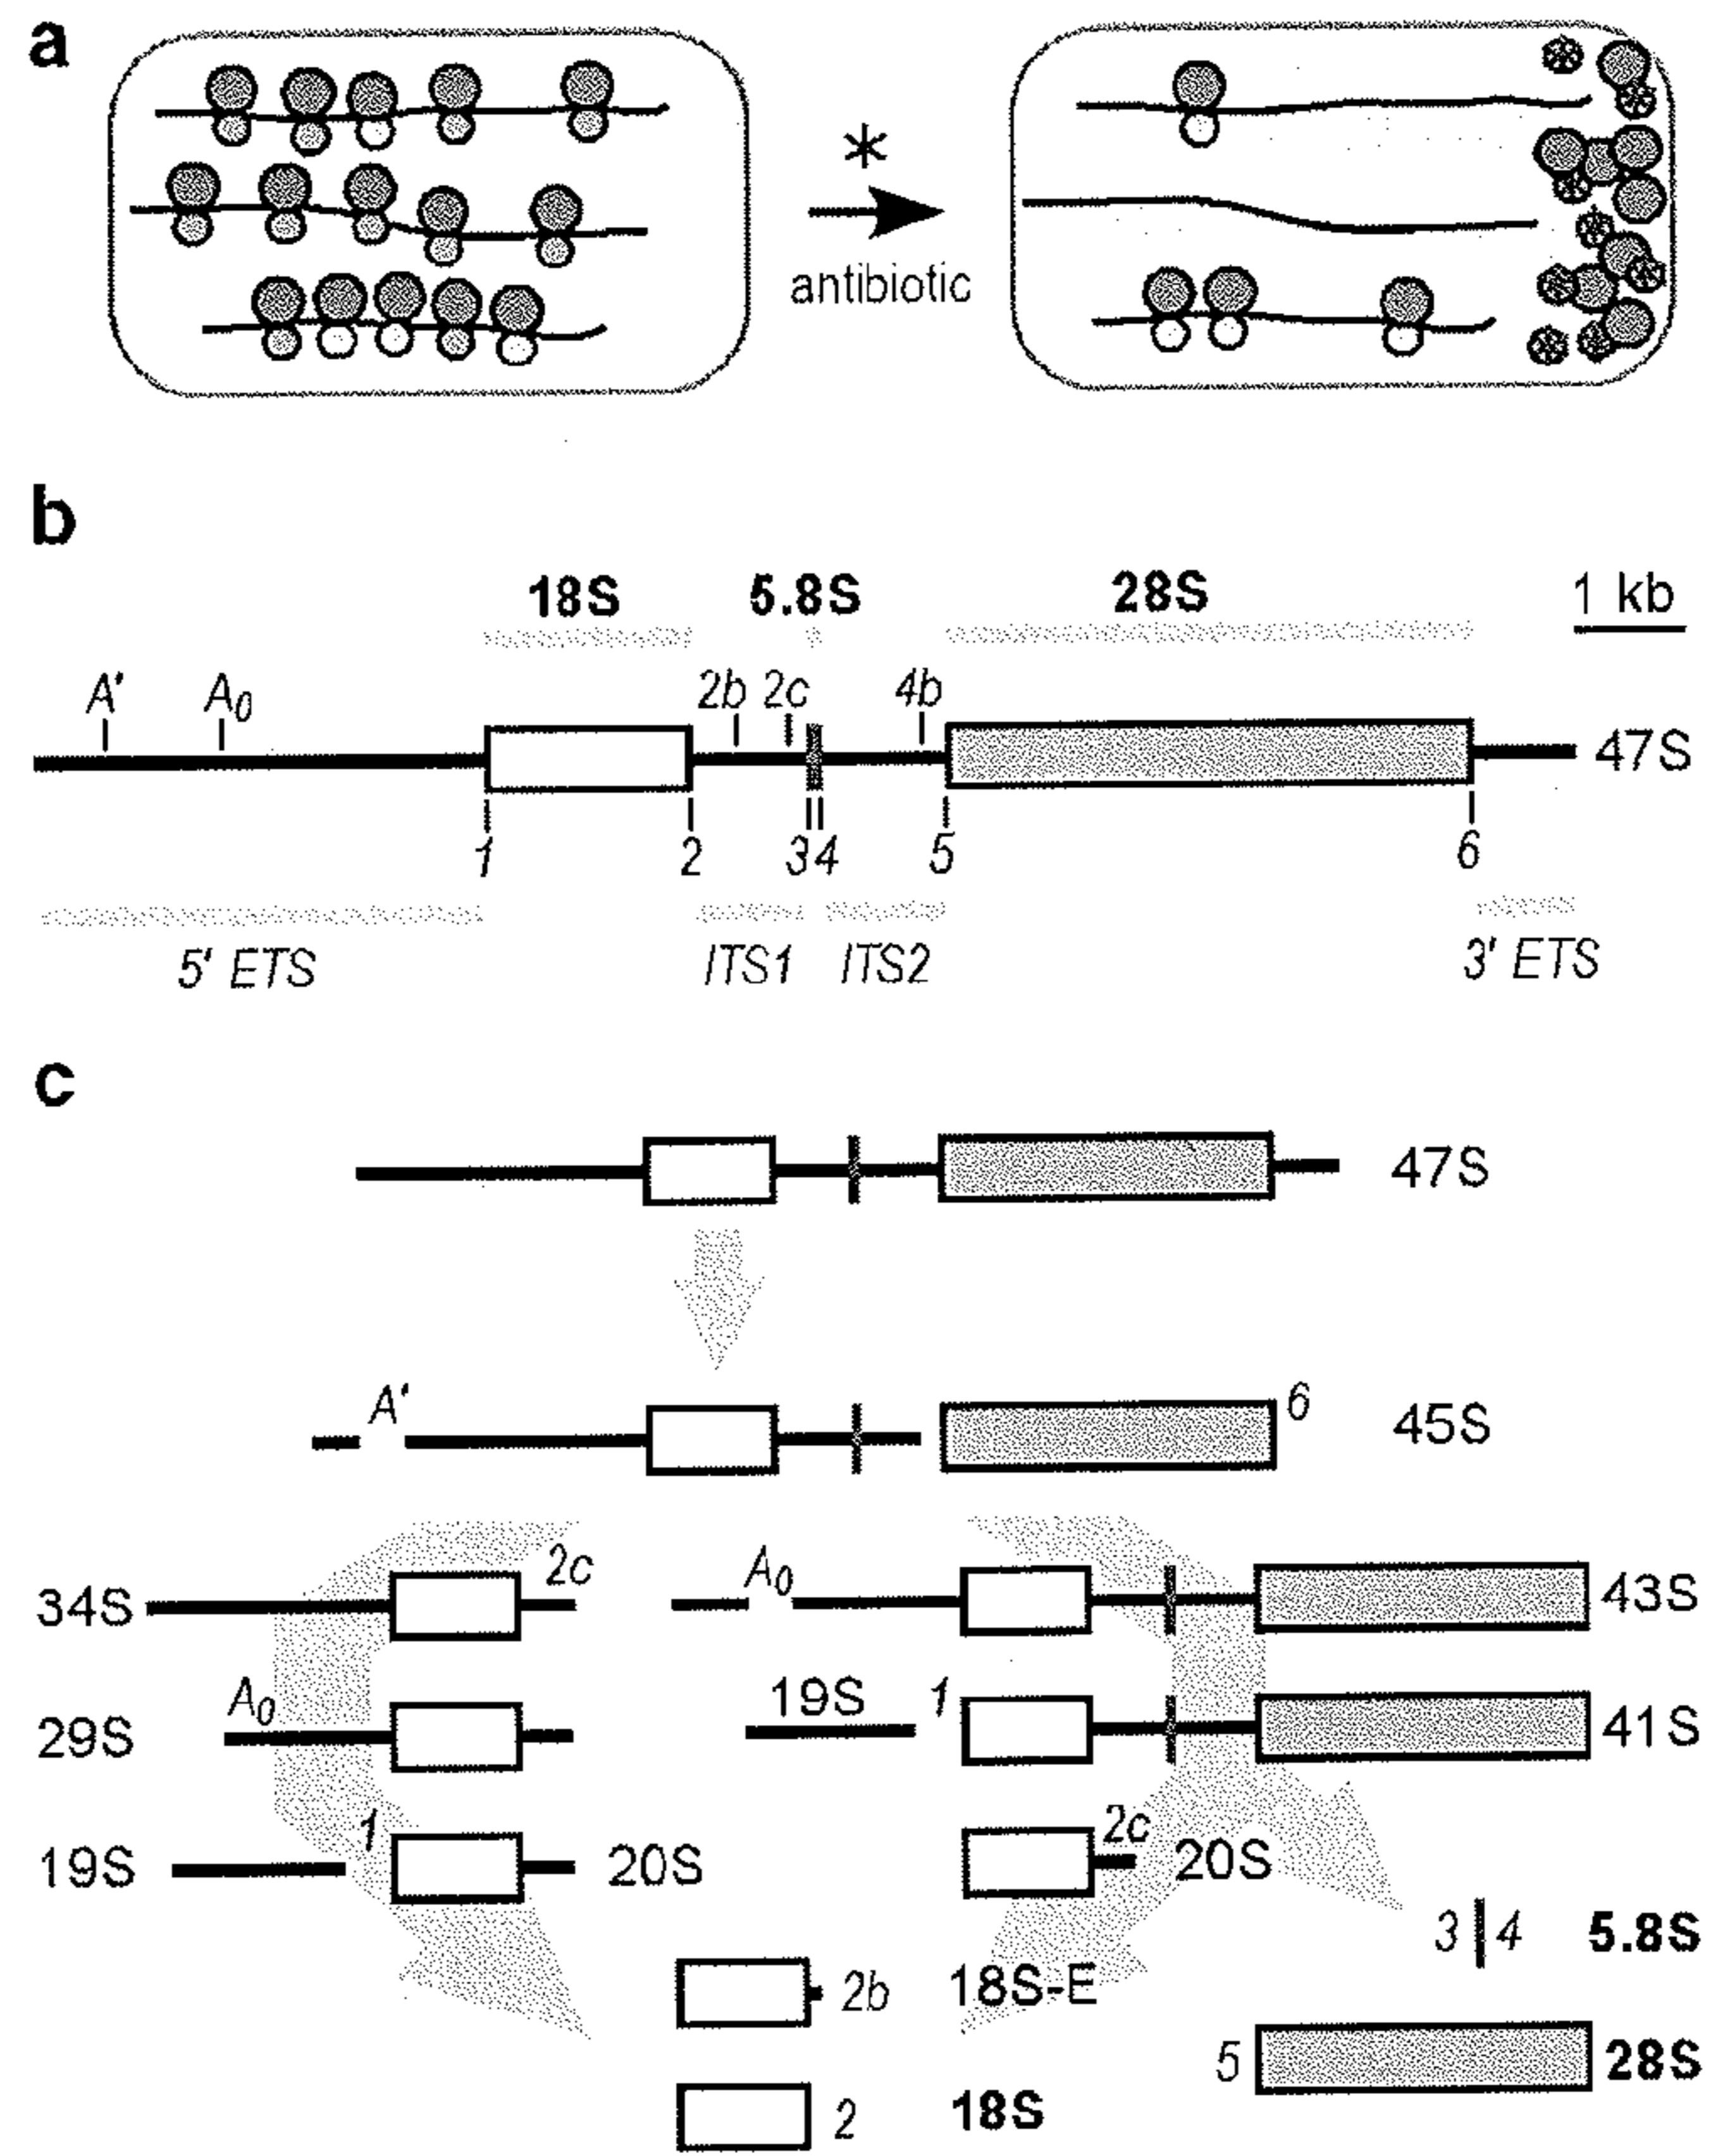 a
*
antibiotic
b
18S 5.8S 28S 1 kb
A' A0 2b 2c 4b
47S
1 2 3 4 5 6
5' ETS ITS1 ITS2 3' ETS
c
47S
A' 6 45S
34S 2c A0 43S
29S A0 19S 1 41S
19S 1 20S 2c 20S
3 4 5.8S
2b 18S-E
5 28S
2 18S